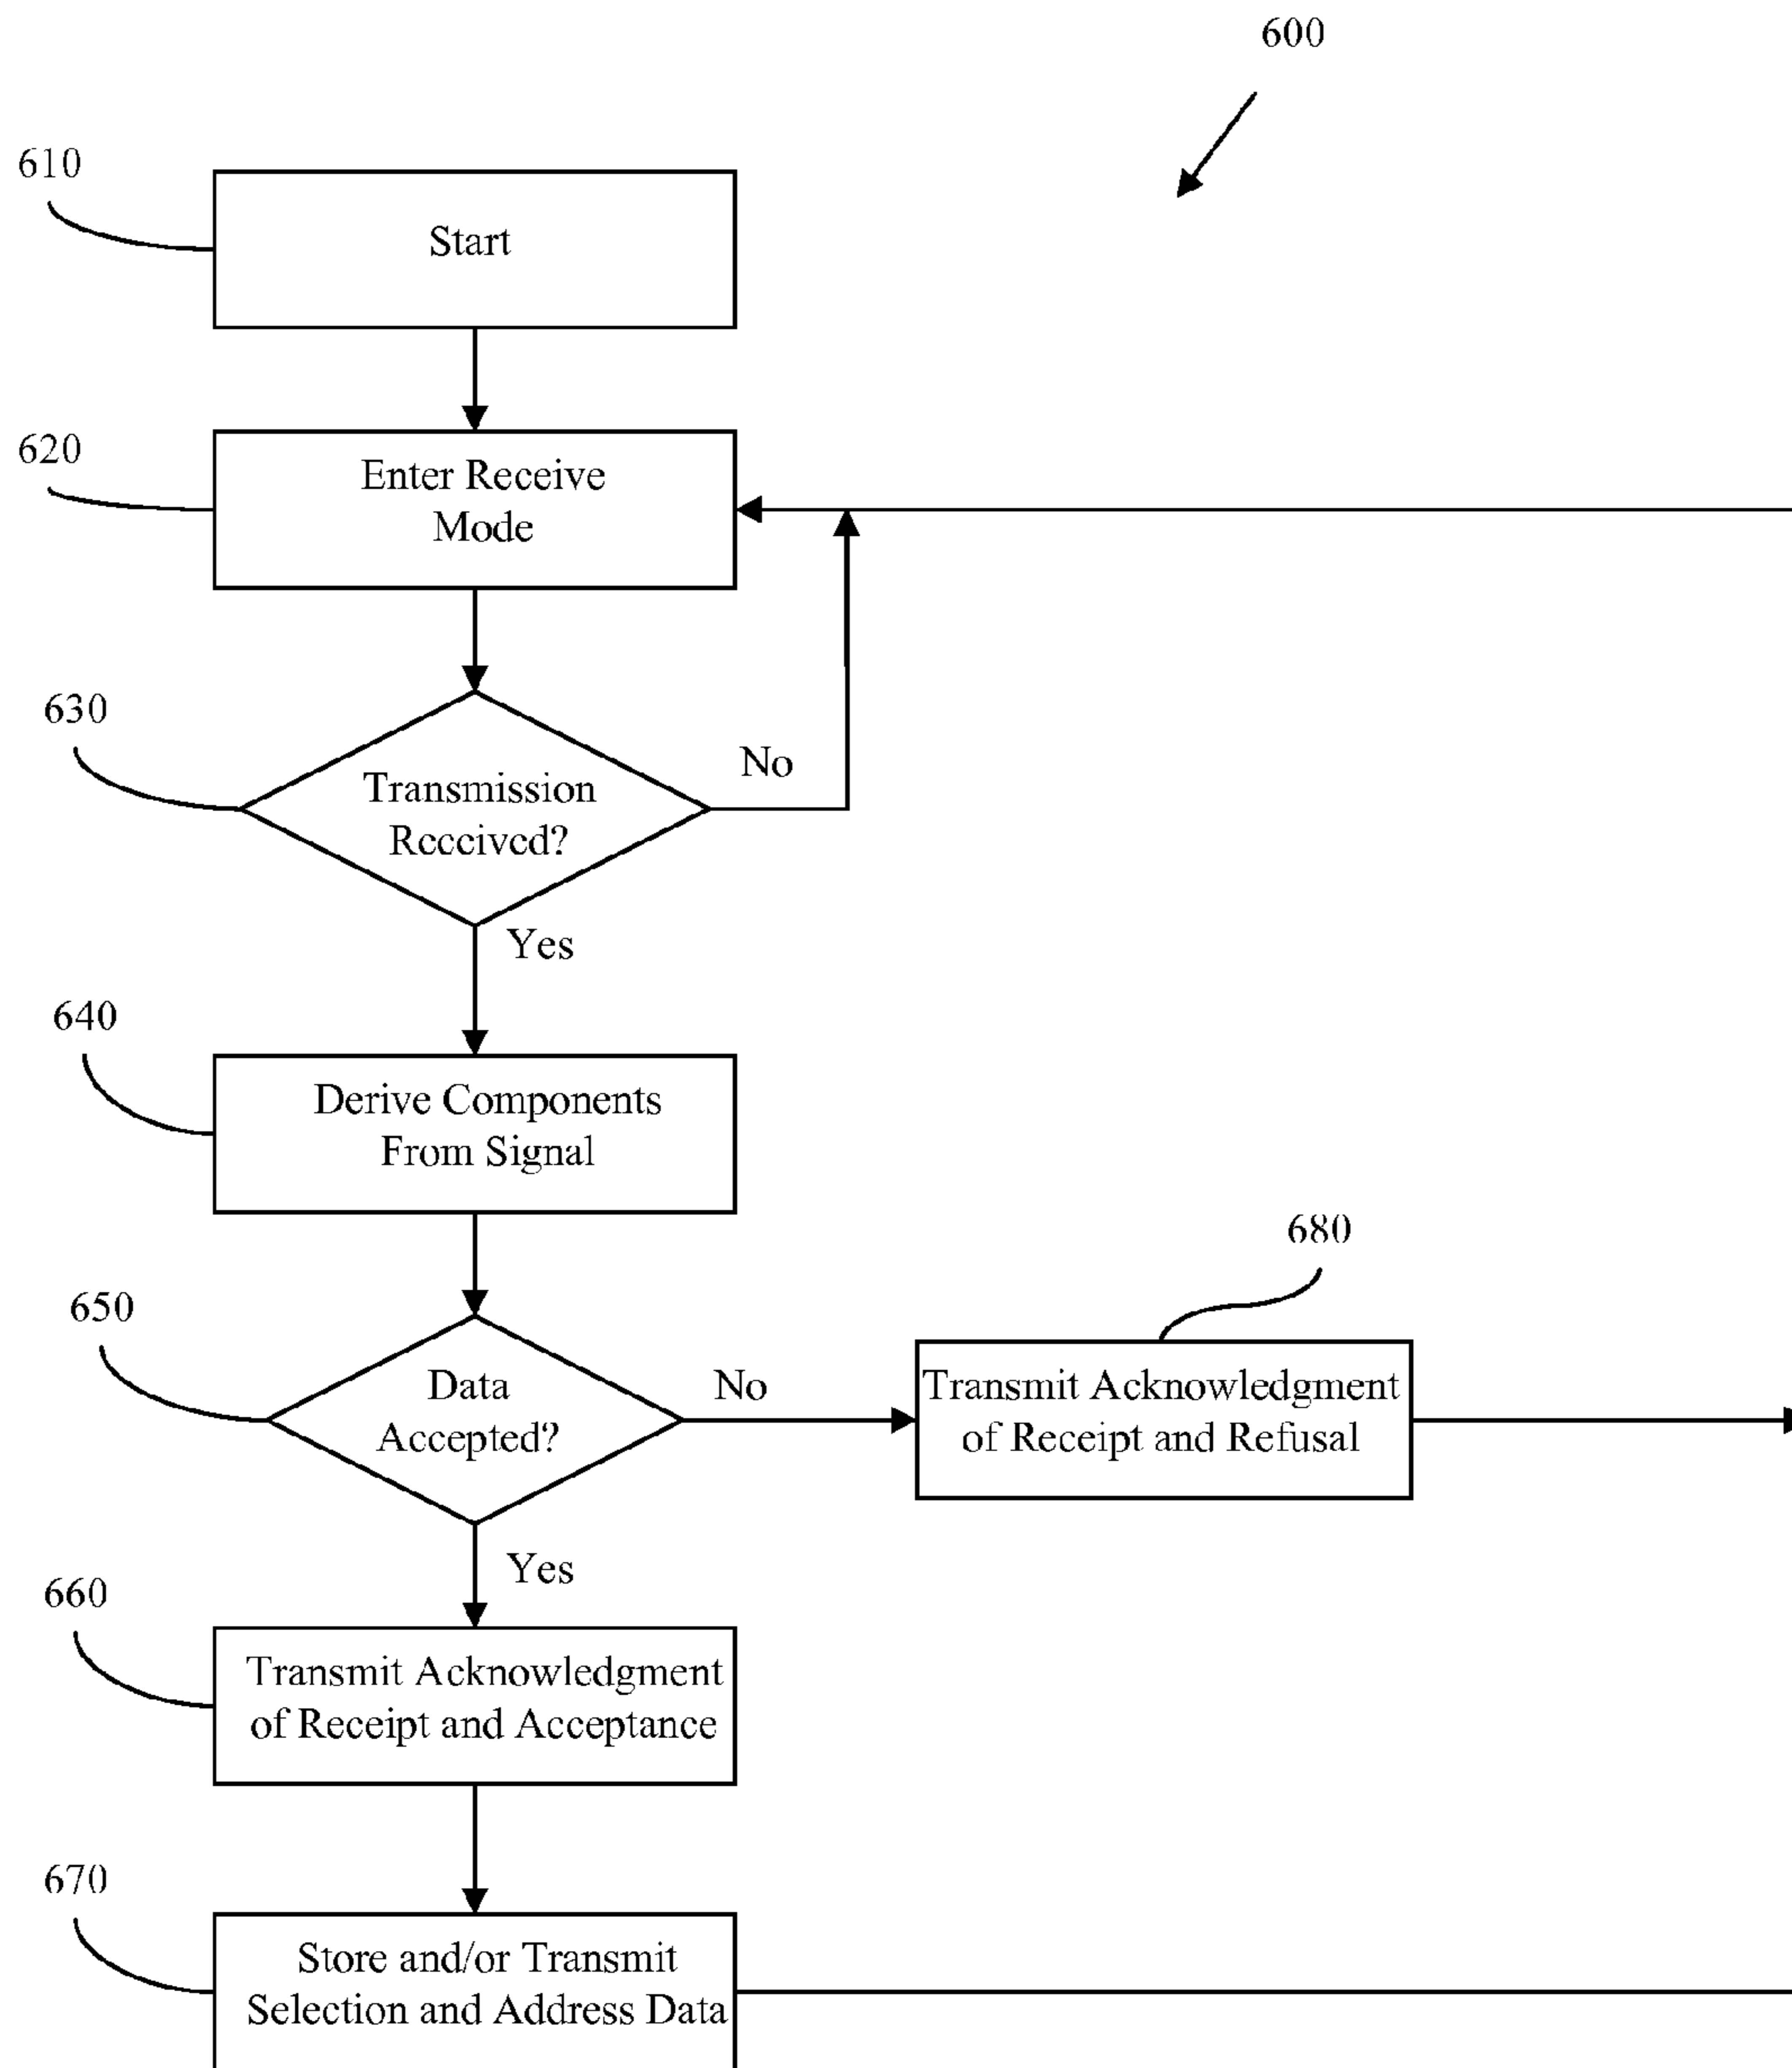 600
610
Start
620
Enter Receive
Mode
630
Transmission
Received?
No
Yes
640
Derive Components
From Signal
650
Data
Accepted?
No
680
Transmit Acknowledgment
of Receipt and Refusal
Yes
660
Transmit Acknowledgment
of Receipt and Acceptance
670
Store and/or Transmit
Selection and Address Data